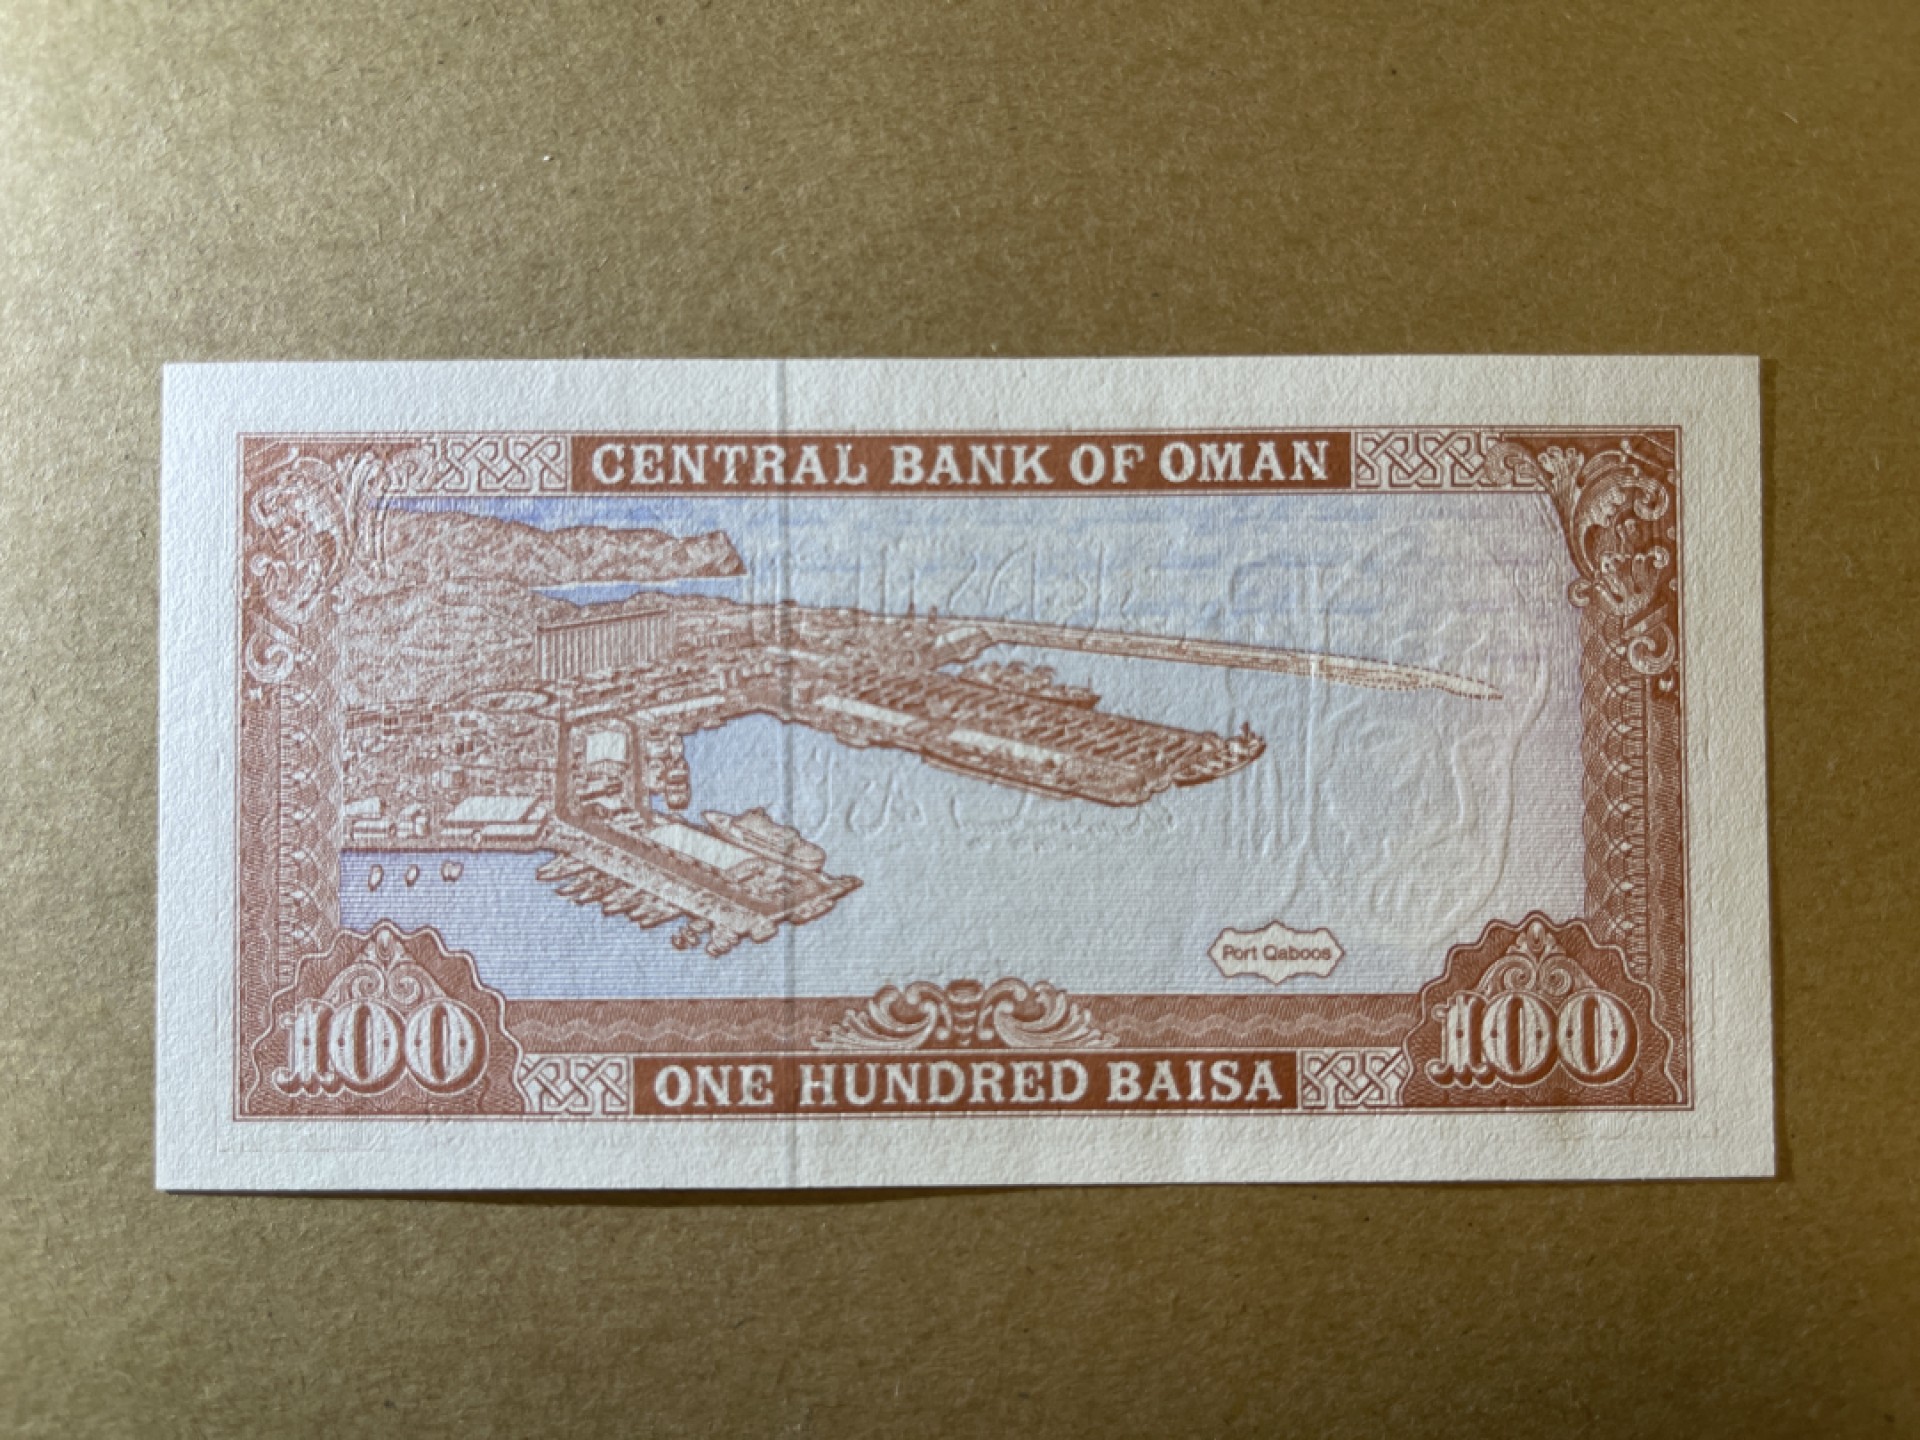 CENTRAL BANK OF OMAN
Port Qaboos
100
100
ONE HUNDRED BAISA